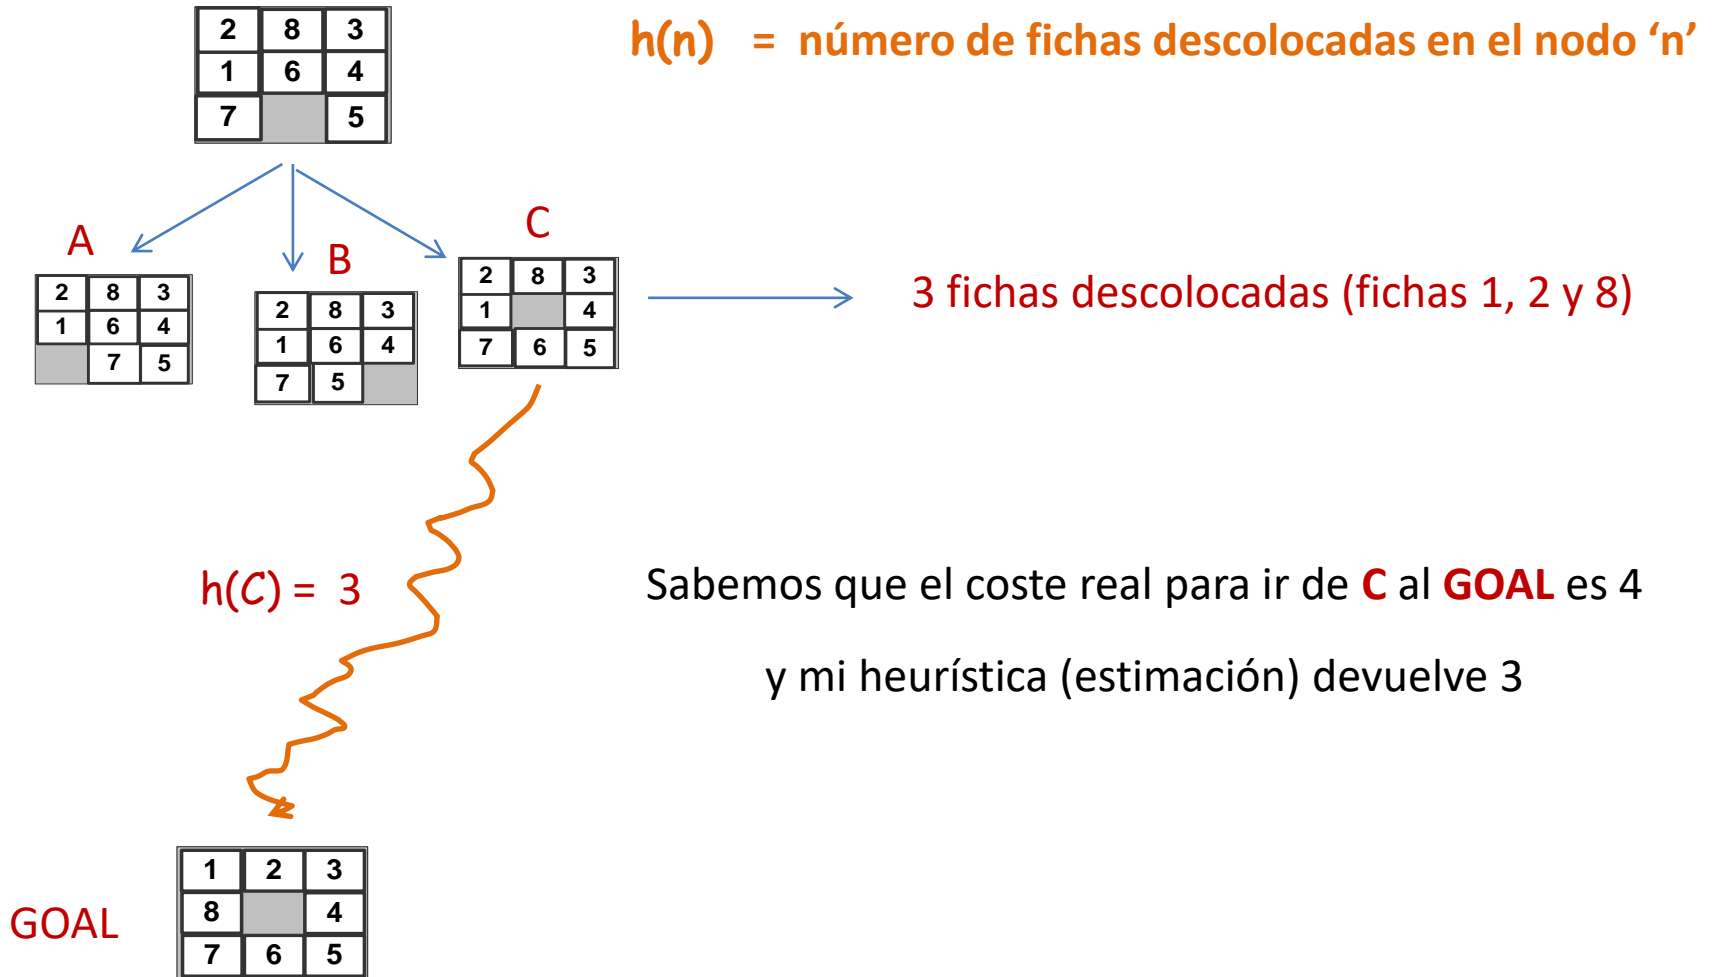 2 8 3
1 6 4
7 5
h(n) = número de fichas descolocadas en el nodo ‘n’
A
2 8 3
1 6 4
7 5
B
2 8 3
1 6 4
7 5
C
2 8 3
1 4
7 6 5
3 fichas descolocadas (fichas 1, 2 y 8)
h(C) = 3
Sabemos que el coste real para ir de C al GOAL es 4
y mi heurística (estimación) devuelve 3
GOAL
1 2 3
8 4
7 6 5